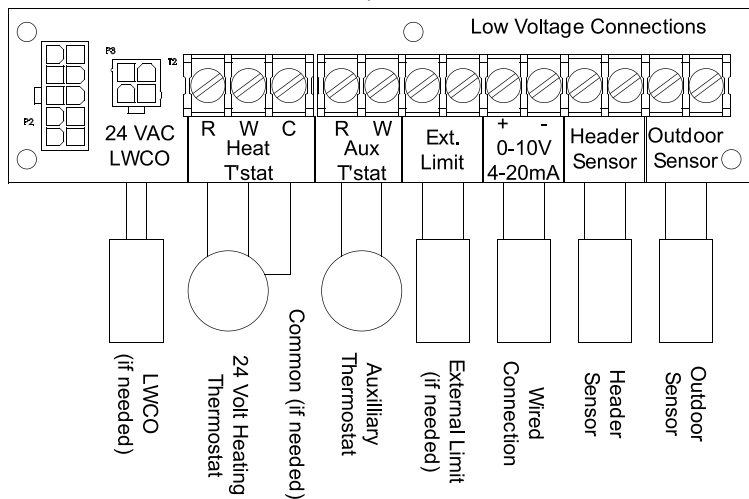 Low Voltage Connections
P3
T2
P2
24 VAC
LWCO
R W C
Heat
T'stat
R W
Aux
T'stat
Ext.
Limit
+ -
0-10V
4-20mA
Header
Sensor
Outdoor
Sensor
LWCO
(if needed)
24 Volt Heating
Thermostat
Common (if needed)
Auxilliary
Thermostat
External Limit
(if needed)
Wired
Connection
Header
Sensor
Outdoor
Sensor